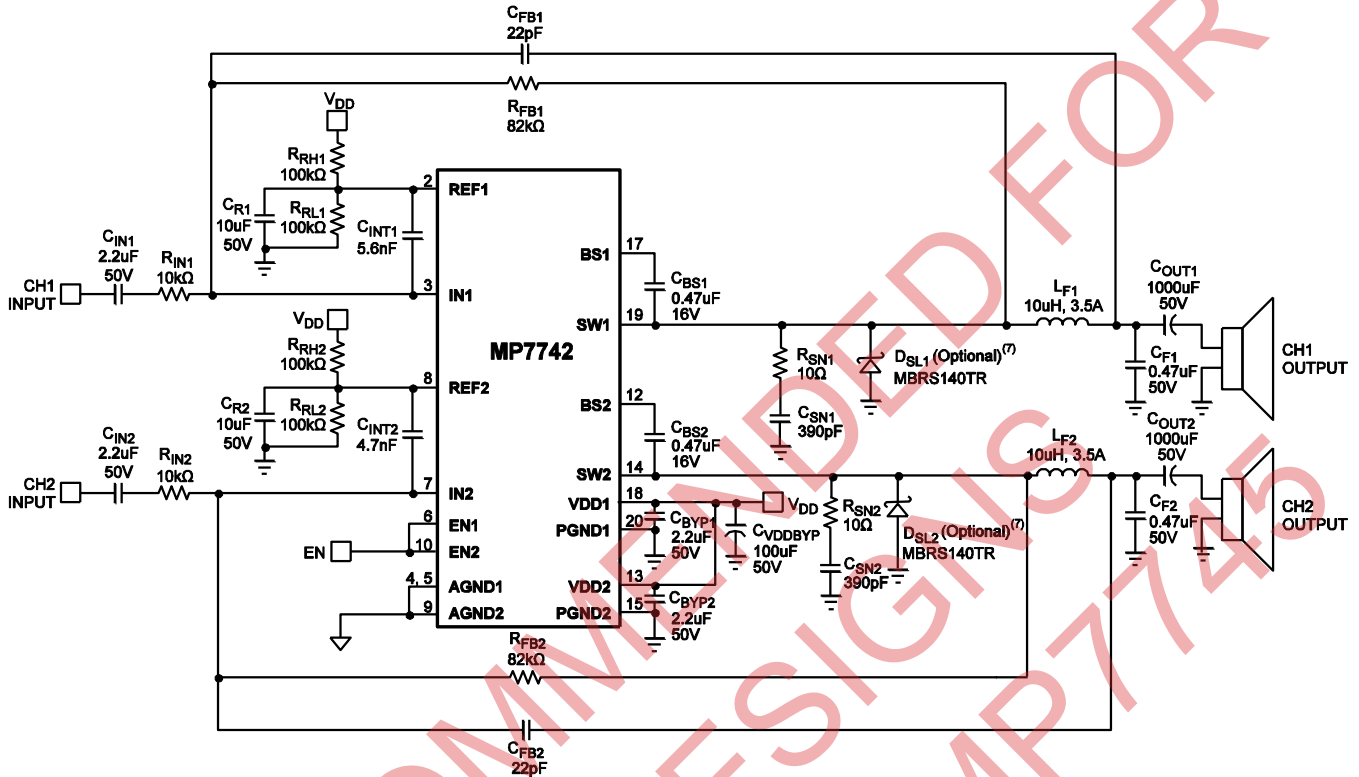 CFB1
22pF
RFB1
82kΩ
VDD
RRH1
100kΩ
CR1
10uF
50V
RRL1
100kΩ
CINT1
5.6nF
CIN1
2.2uF
50V
RIN1
10kΩ
CH1
INPUT
2
REF1
3
IN1
VDD
RRH2
100kΩ
CR2
10uF
50V
RRL2
100kΩ
CINT2
4.7nF
CIN2
2.2uF
50V
RIN2
10kΩ
CH2
INPUT
8
REF2
7
IN2
EN
6
EN1
10
EN2
4, 5
AGND1
9
AGND2
MP7742
BS1
17
CBS1
0.47uF
16V
SW1
19
BS2
12
CBS2
0.47uF
16V
SW2
14
VDD1
18
PGND1
20
VDD2
13
PGND2
15
CBYP1
2.2uF
50V
CBYP2
2.2uF
50V
CVDDBYP
100uF
50V
VDD
RSN1
10Ω
CSN1
390pF
DSL1 (Optional)(7)
MBRS140TR
LF1
10uH, 3.5A
COUT1
1000uF
50V
CF1
0.47uF
50V
CH1
OUTPUT
RSN2
10Ω
CSN2
390pF
DSL2 (Optional)(7)
MBRS140TR
LF2
10uH, 3.5A
COUT2
1000uF
50V
CF2
0.47uF
50V
CH2
OUTPUT
RFB2
82kΩ
CFB2
22pF
OMMENDED FOR
ESIGNS
MP7745